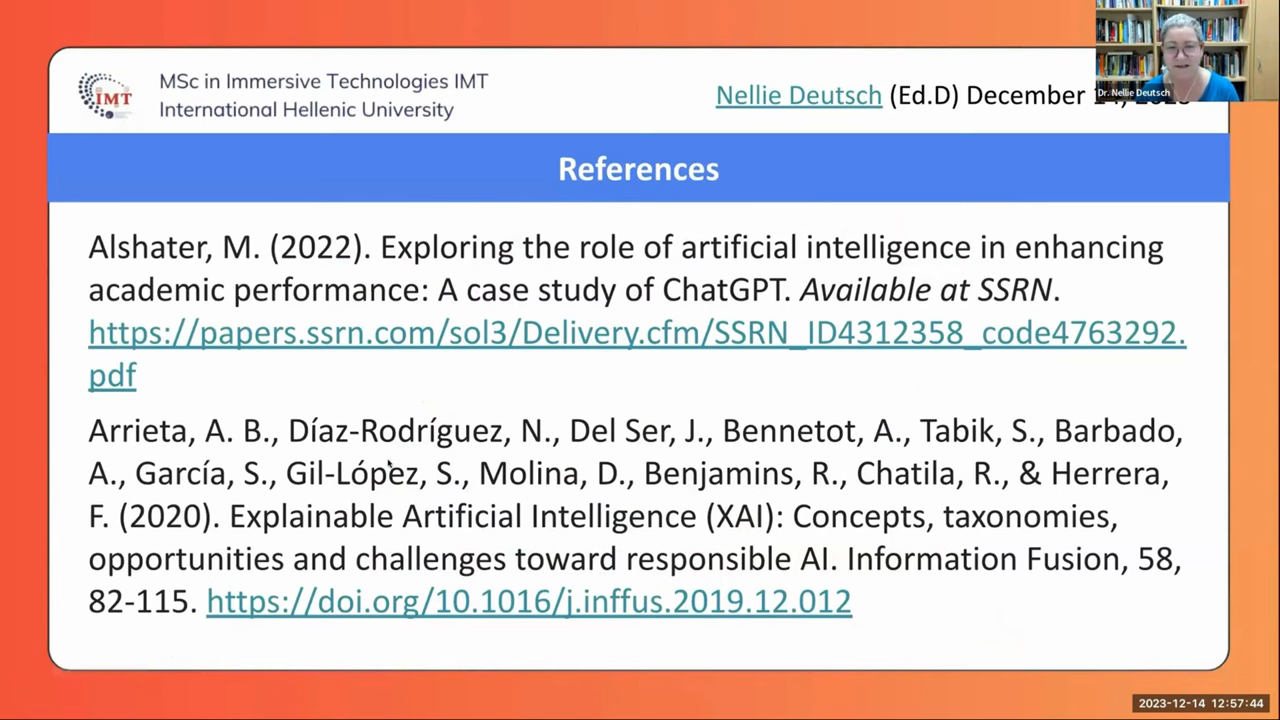 MSc in Immersive Technologies IMT
International Hellenic University
IMT
Nellie Deutsch (Ed.D) December
Dr. Nellie Deutsch
References
Alshater, M. (2022). Exploring the role of artificial intelligence in enhancing
academic performance: A case study of ChatGPT. Available at SSRN.
https://papers.ssrn.com/sol3/Delivery.cfm/SSRN_ID4312358_code4763292.
pdf
Arrieta, A. B., Díaz-Rodríguez, N., Del Ser, J., Bennetot, A., Tabik, S., Barbado,
A., García, S., Gil-López, S., Molina, D., Benjamins, R., Chatila, R., & Herrera,
F. (2020). Explainable Artificial Intelligence (XAI): Concepts, taxonomies,
opportunities and challenges toward responsible AI. Information Fusion, 58,
82-115. https://doi.org/10.1016/j.inffus.2019.12.012
2023-12-14 12:57:44